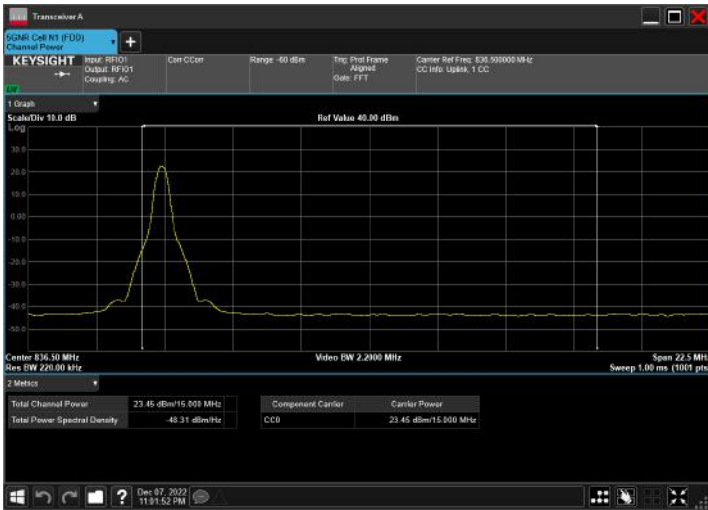 Transceiver A
5GNR Cell N1 (FDD)
Channel Power
+
KEYSIGHT
Input: RFIO1
Output: RFIO1
Coupling: AC
Corr CCorr
Range: -60 dBm
Trig: Prot Frame
Aligned
Gate: FFT
Carrier Ref Freq: 836.500000 MHz
CC Info: Uplink, 1 CC
1 Graph
Scale/Div 10.0 dB
Ref Value 40.00 dBm
Log
30.0
20.0
10.0
0.00
-10.0
-20.0
-30.0
-40.0
-50.0
Center 836.50 MHz
Video BW 2.2000 MHz
Span 22.5 MH
Res BW 220.00 kHz
Sweep 1.00 ms (1001 pts
2 Metrics
Total Channel Power 23.45 dBm/15.000 MHz
Total Power Spectral Density -48.31 dBm/Hz
Component Carrier Carrier Power
CC0 23.45 dBm/15.000 MHz
?
Dec 07, 2022
11:01:52 PM